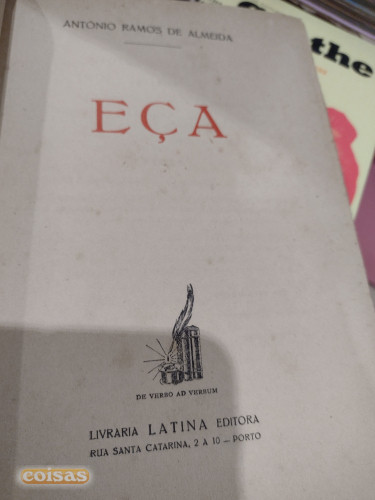 ANTÓNIO RAMOS DE ALMEIDA
EÇA
DE VERBO AD VERBUM
LIVRARIA LATINA EDITORA
RUA SANTA CATARINA, 2 A 10 — PORTO
the
coisas